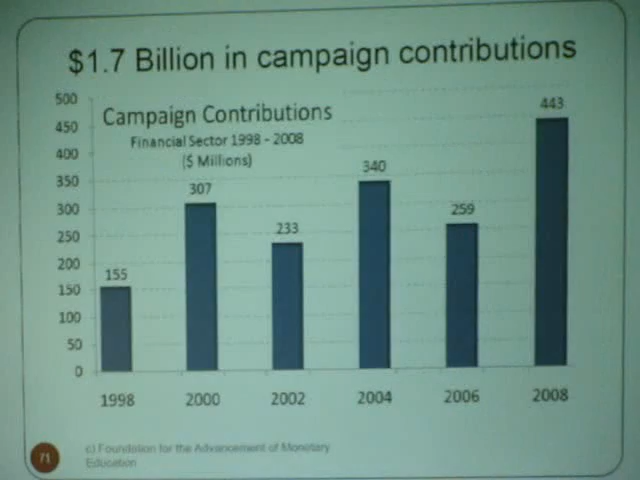 $1.7 Billion in campaign contributions
Campaign Contributions
Financial Sector 1998 - 2008
($ Millions)
500
450
400
350
300
250
200
150
100
50
0
155
307
233
340
259
443
1998 2000 2002 2004 2006 2008
71
c) Foundation for the Advancement of Monetary
Education